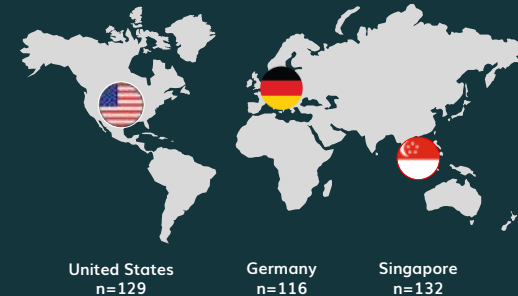 United States
n=129
Germany
n=116
Singapore
n=132